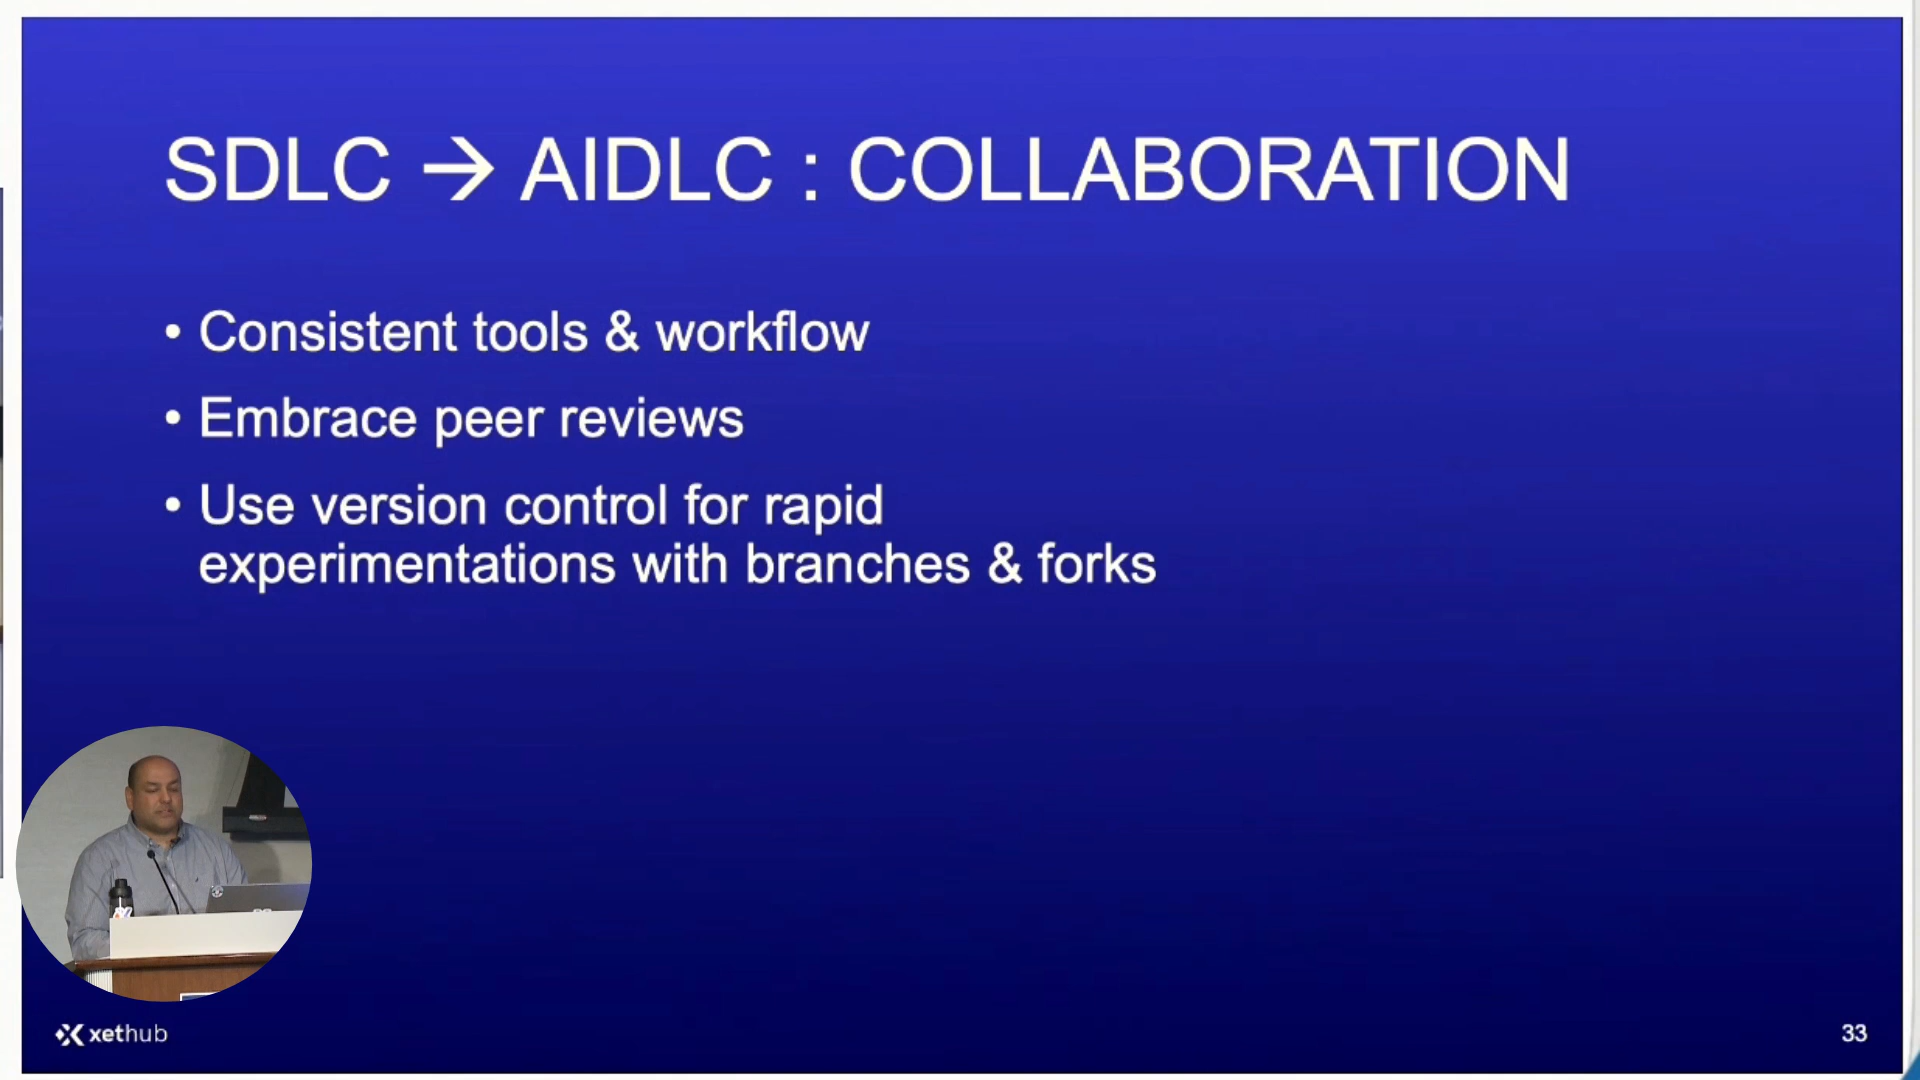 SDLC → AIDLC : COLLABORATION
• Consistent tools & workflow
• Embrace peer reviews
• Use version control for rapid
experimentations with branches & forks
xethub
33